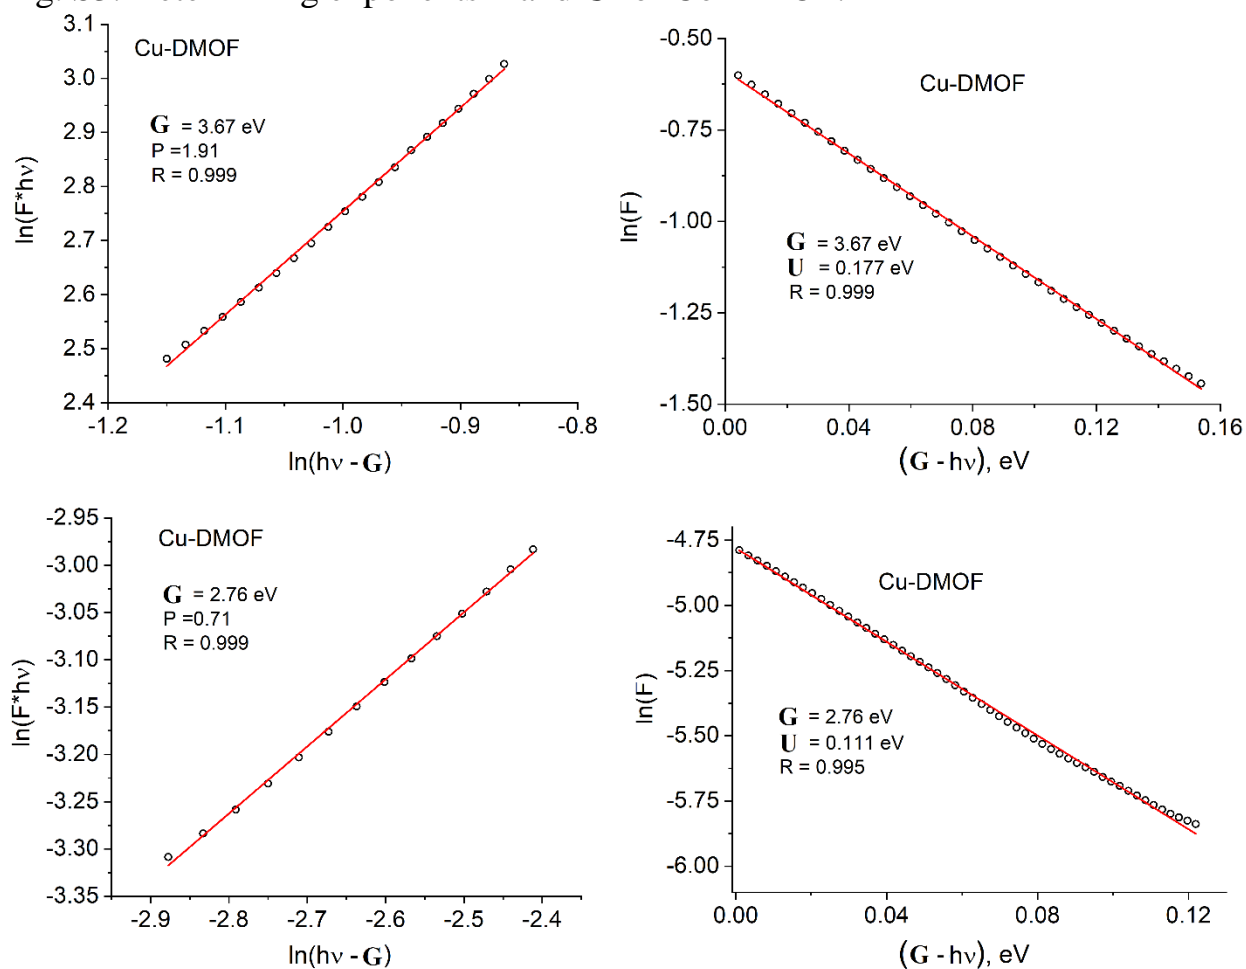 Cu-DMOF
G = 3.67 eV
P =1.91
R = 0.999
ln(F*hν)
3.1
3.0
2.9
2.8
2.7
2.6
2.5
2.4
-1.2 -1.1 -1.0 -0.9 -0.8
ln(hν - G)
Cu-DMOF
G = 3.67 eV
U = 0.177 eV
R = 0.999
ln(F)
-0.50
-0.75
-1.00
-1.25
-1.50
0.00 0.04 0.08 0.12 0.16
(G - hν), eV
Cu-DMOF
G = 2.76 eV
P =0.71
R = 0.999
ln(F*hν)
-2.95
-3.00
-3.05
-3.10
-3.15
-3.20
-3.25
-3.30
-3.35
-2.9 -2.8 -2.7 -2.6 -2.5 -2.4
ln(hν - G)
Cu-DMOF
G = 2.76 eV
U = 0.111 eV
R = 0.995
ln(F)
-4.75
-5.00
-5.25
-5.50
-5.75
-6.00
0.00 0.04 0.08 0.12
(G - hν), eV